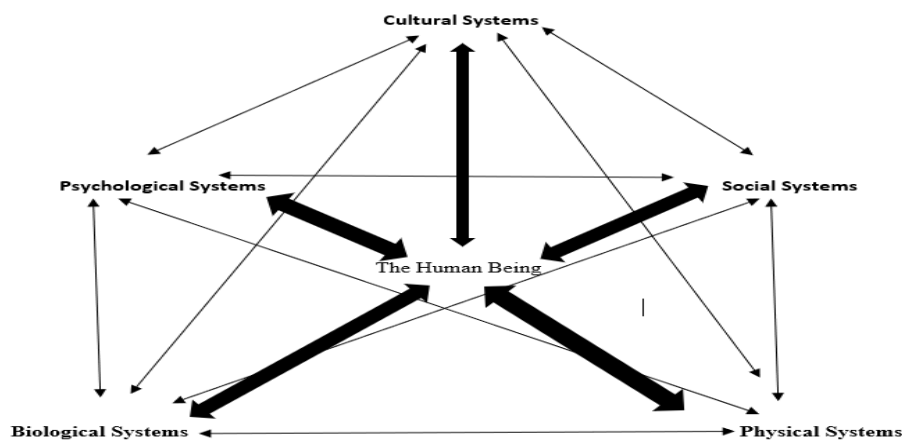 Cultural Systems
Psychological Systems
Social Systems
The Human Being
Biological Systems
Physical Systems